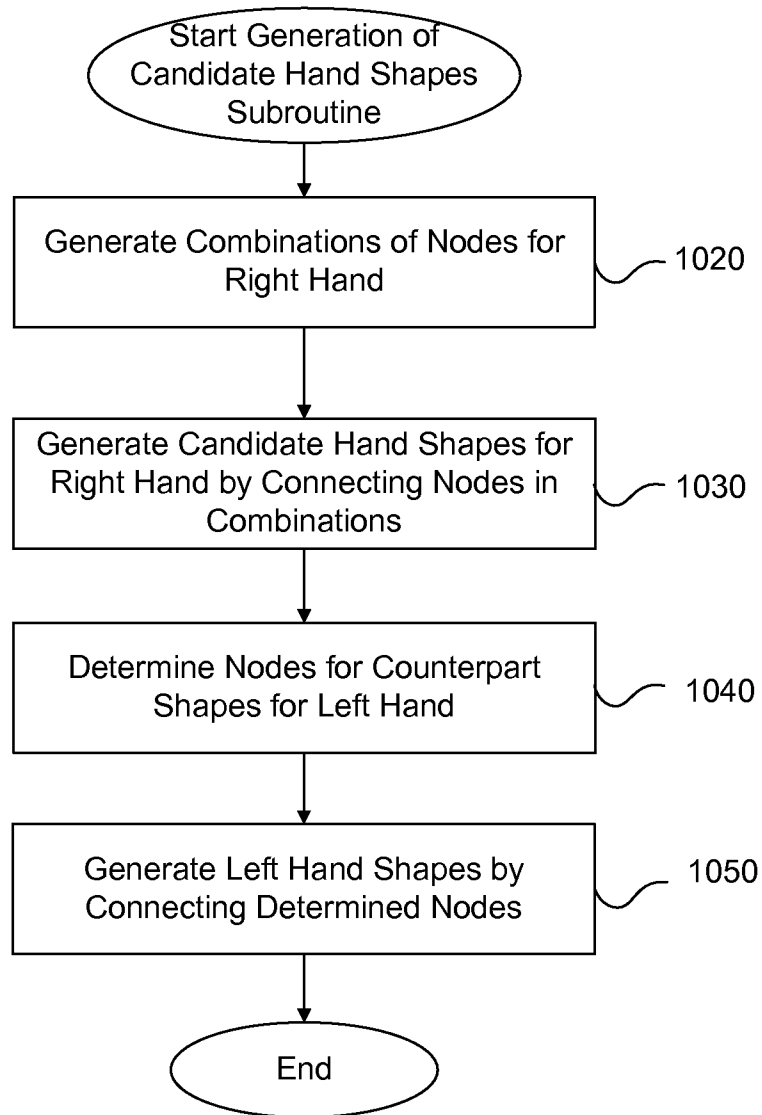 Start Generation of
Candidate Hand Shapes
Subroutine
Generate Combinations of Nodes for
Right Hand
1020
Generate Candidate Hand Shapes for
Right Hand by Connecting Nodes in
Combinations
1030
Determine Nodes for Counterpart
Shapes for Left Hand
1040
Generate Left Hand Shapes by
Connecting Determined Nodes
1050
End